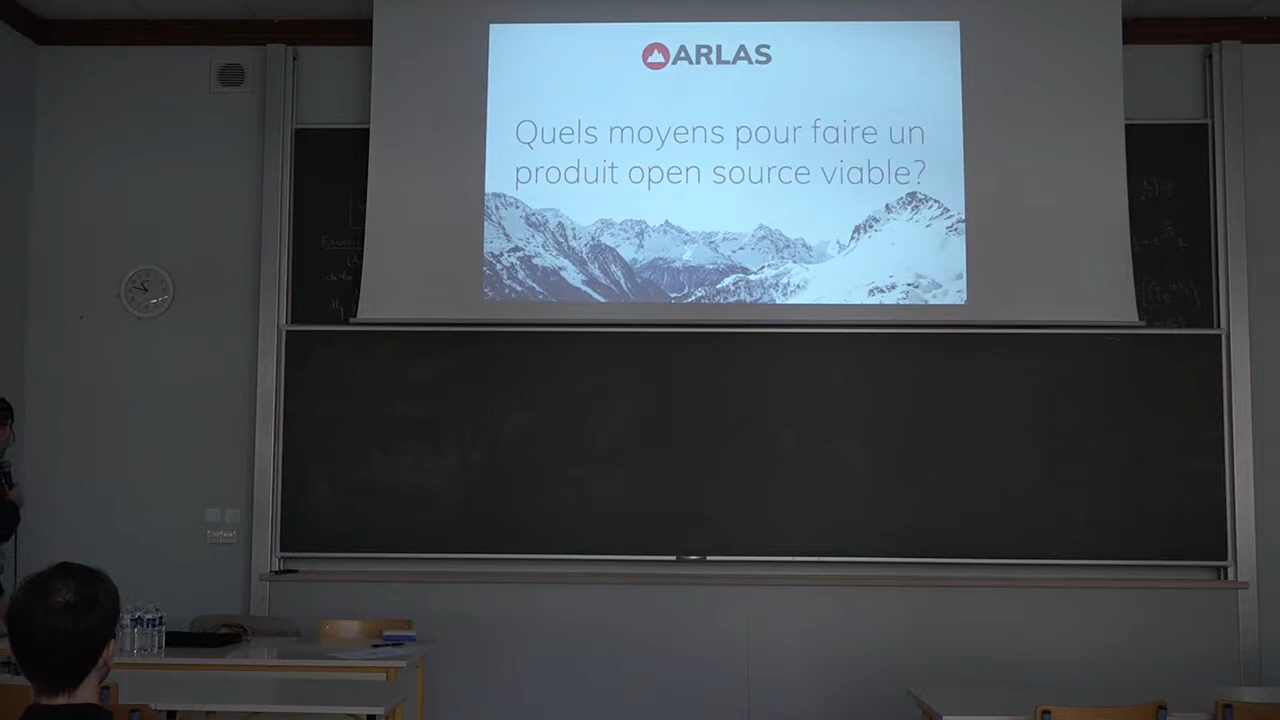 ARLAS
Quels moyens pour faire un
produit open source viable?